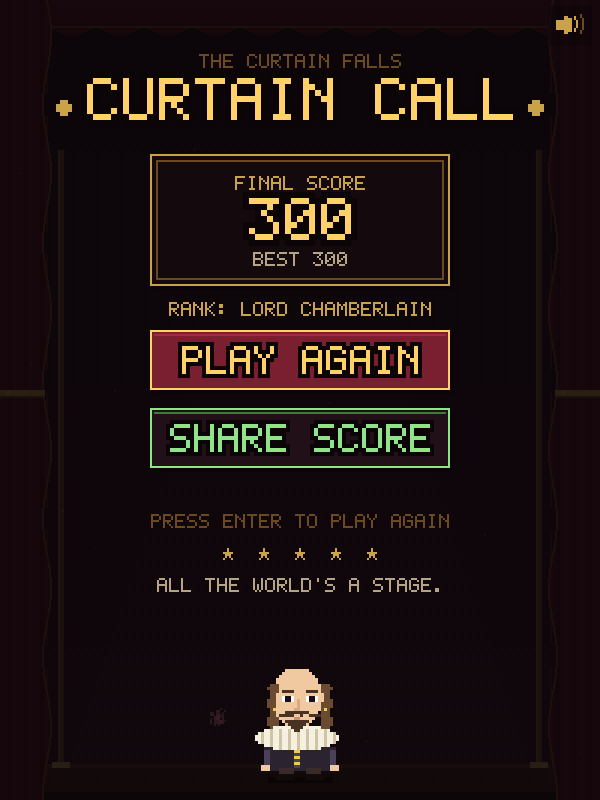 THE CURTAIN FALLS
CURTAIN CALL
FINAL SCORE
300
BEST 300
RANK: LORD CHAMBERLAIN
PLAY AGAIN
SHARE SCORE
PRESS ENTER TO PLAY AGAIN
★ ★ ★ ★ ★
ALL THE WORLD'S A STAGE.